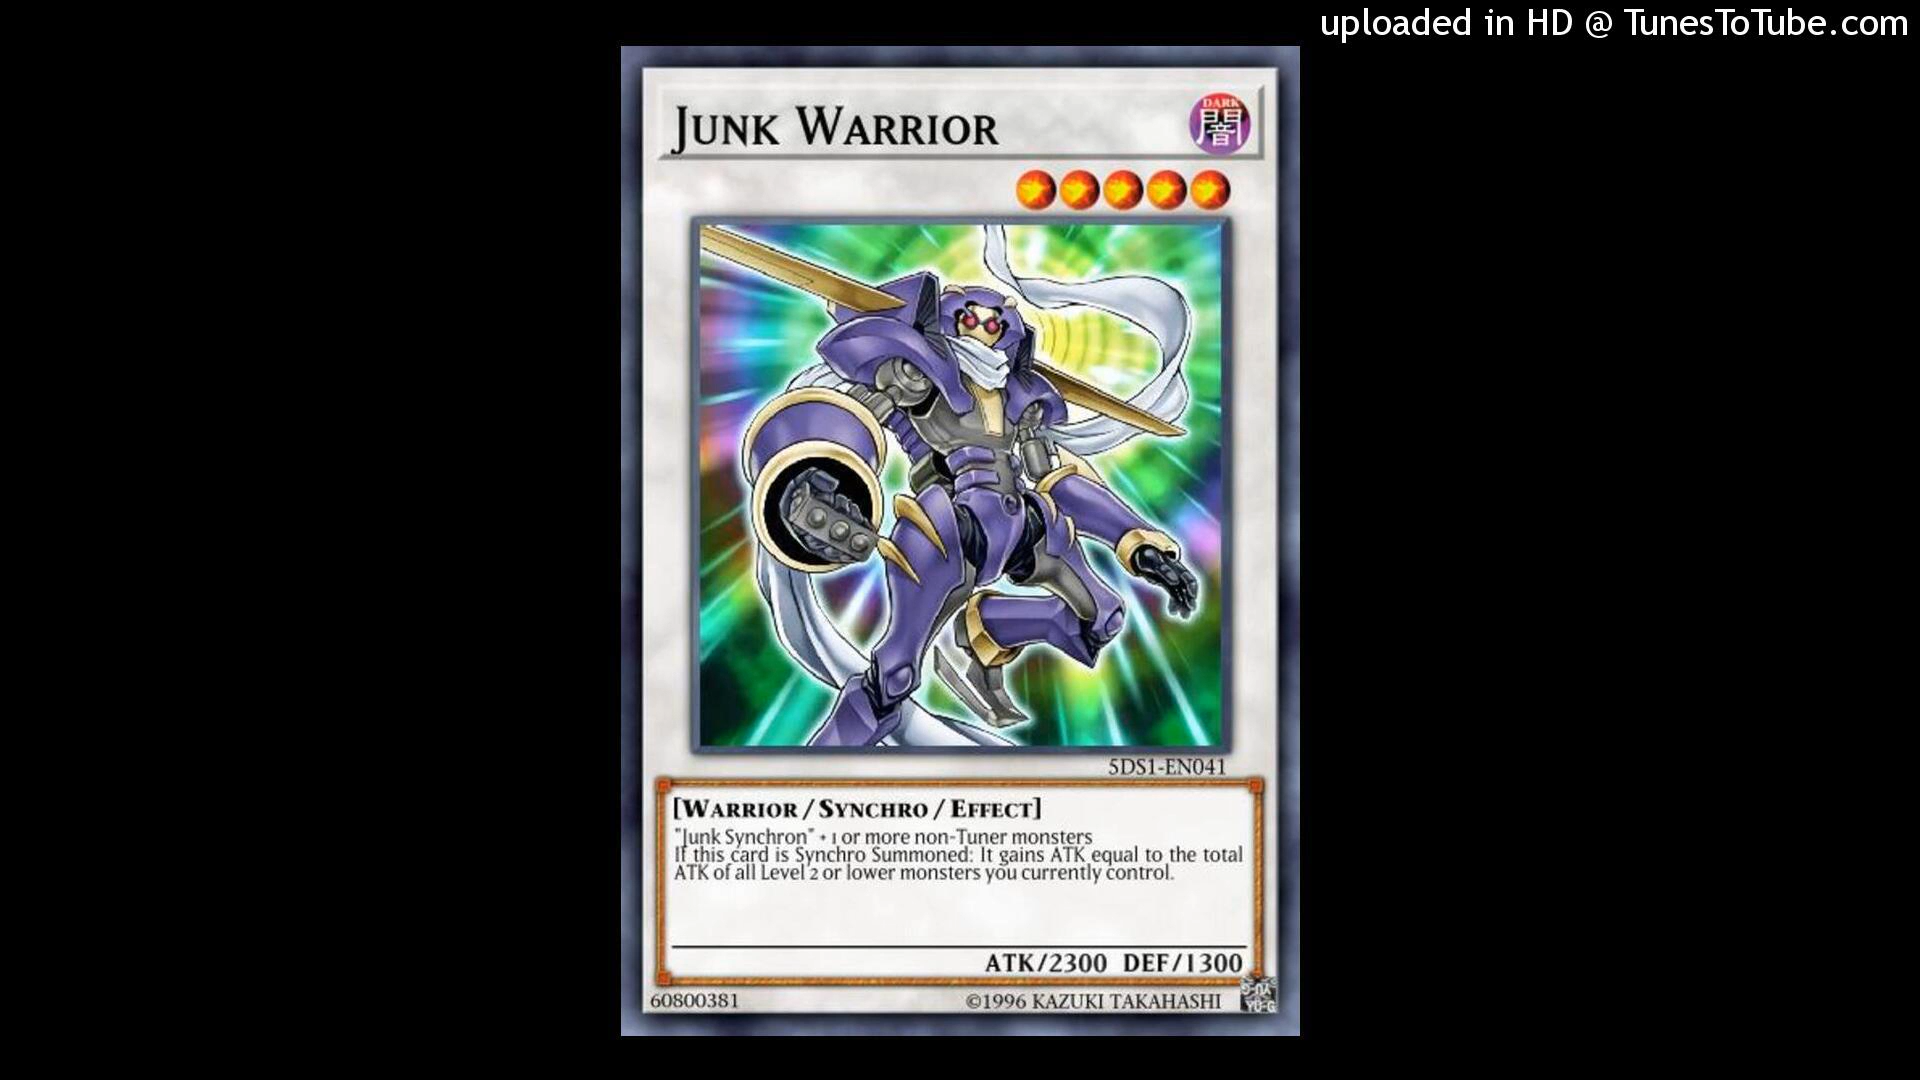 uploaded in HD @ TunesToTube.com
JUNK WARRIOR
DARK
闇
5DS1-EN041
[WARRIOR / SYNCHRO / EFFECT]
"Junk Synchron" + 1 or more non-Tuner monsters
If this card is Synchro Summoned: It gains ATK equal to the total
ATK of all Level 2 or lower monsters you currently control.
ATK/2300 DEF/1300
60800381
©1996 KAZUKI TAKAHASHI